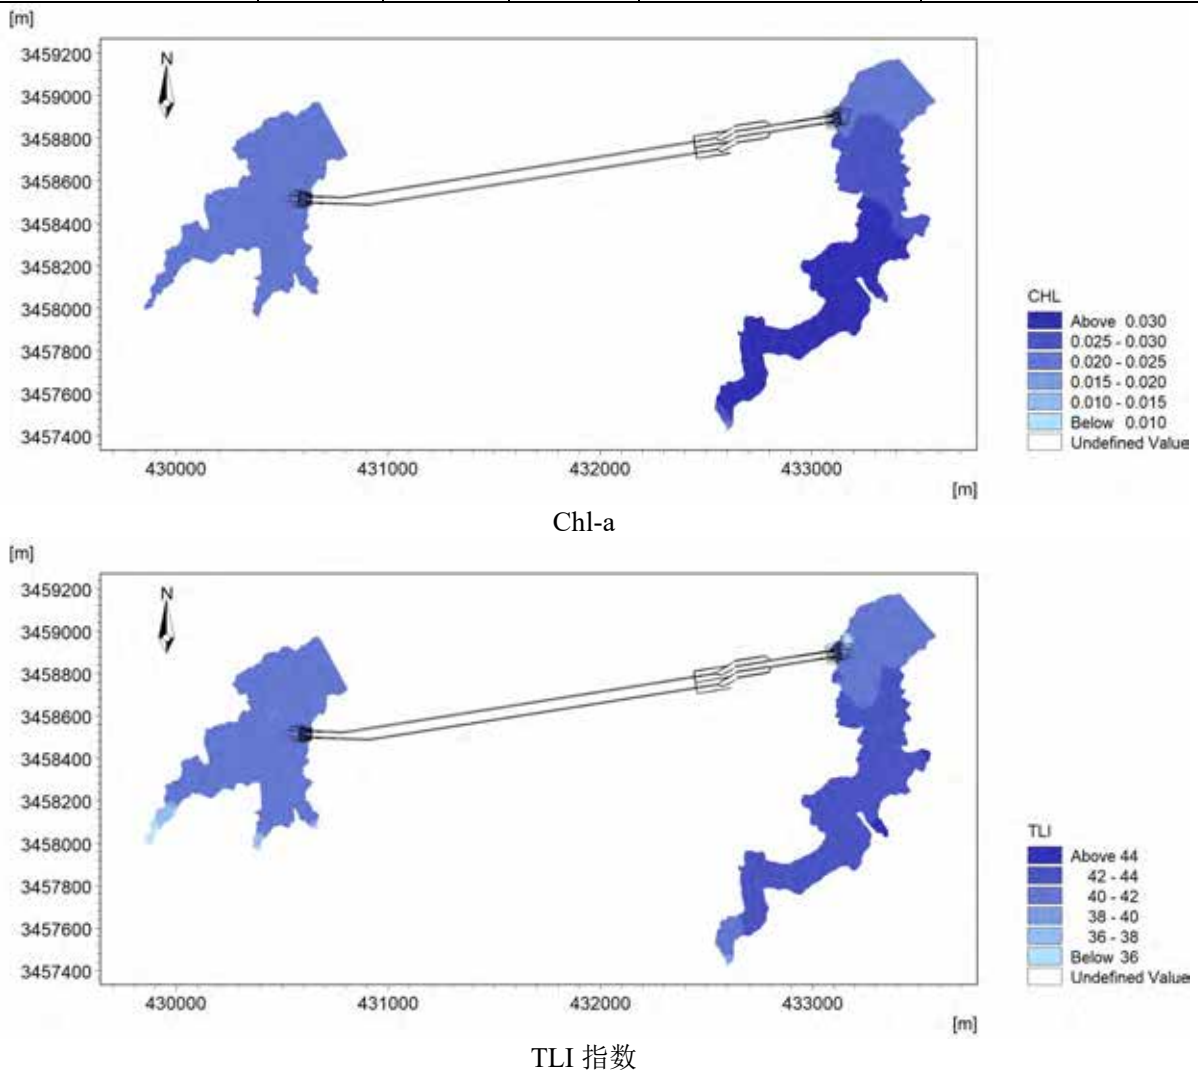 [m]
N
3459200
3459000
3458800
3458600
3458400
3458200
3458000
3457800
3457600
3457400
430000 431000 432000 433000
[m]
CHL
Above 0.030
0.025 - 0.030
0.020 - 0.025
0.015 - 0.020
0.010 - 0.015
Below 0.010
Undefined Value
Chl-a
[m]
N
3459200
3459000
3458800
3458600
3458400
3458200
3458000
3457800
3457600
3457400
430000 431000 432000 433000
[m]
TLI
Above 44
42 - 44
40 - 42
38 - 40
36 - 38
Below 36
Undefined Value
TLI 指数